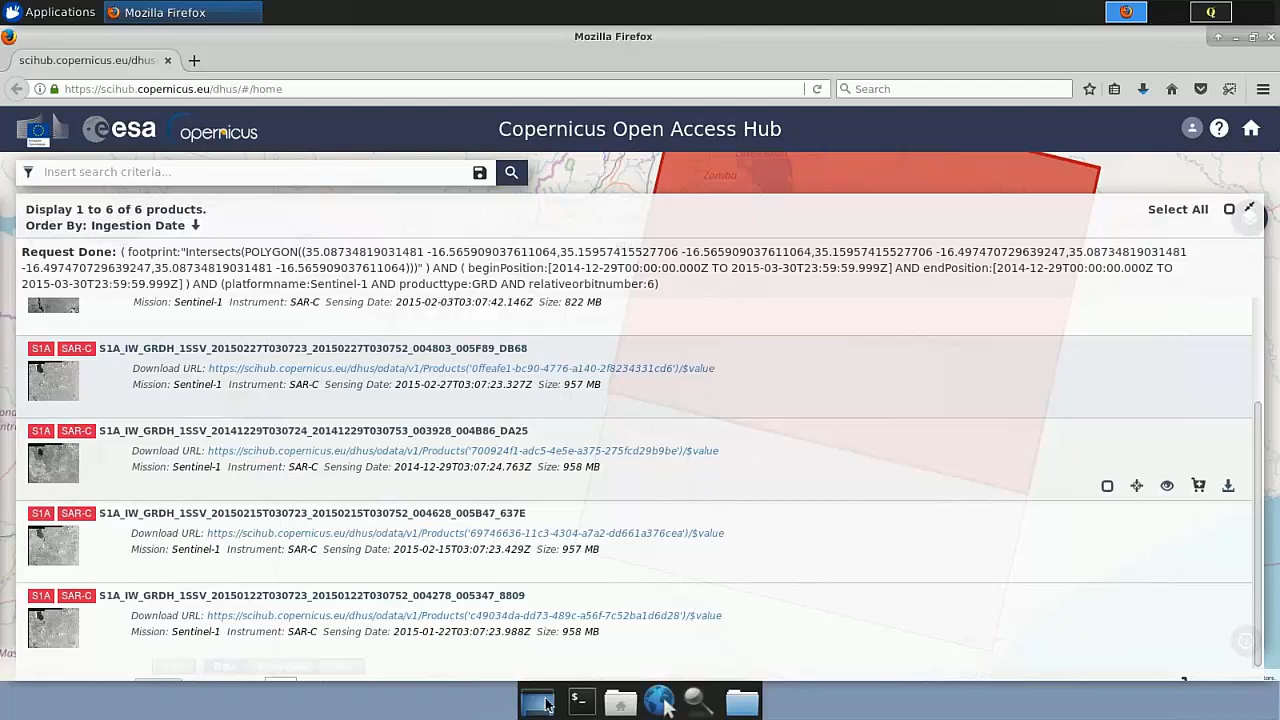 Applications Mozilla Firefox
Mozilla Firefox
scihub.copernicus.eu/dhus
https://scihub.copernicus.eu/dhus/#/home
Search
esa opernicus
Copernicus Open Access Hub
Insert search criteria...
Zomba
Display 1 to 6 of 6 products.
Select All
Order By: Ingestion Date
Request Done: ( footprint:"Intersects(POLYGON((35.08734819031481 -16.565909037611064,35.15957415527706 -16.565909037611064,35.15957415527706 -16.497470729639247,35.08734819031481
-16.497470729639247,35.08734819031481 -16.565909037611064)))" ) AND ( beginPosition:[2014-12-29T00:00:00.000Z TO 2015-03-30T23:59:59.999Z] AND endPosition:[2014-12-29T00:00:00.000Z TO
2015-03-30T23:59:59.999Z] ) AND (platformname:Sentinel-1 AND producttype:GRD AND relativeorbitnumber:6)
Mission: Sentinel-1 Instrument: SAR-C Sensing Date: 2015-02-03T03:07:42.146Z Size: 822 MB
S1A SAR-C S1A_IW_GRDH_1SSV_20150227T030723_20150227T030752_004803_005F89_DB68
Download URL: https://scihub.copernicus.eu/dhus/odata/v1/Products('0ffeafe1-bc90-4776-a140-2f8234331cd6')/$value
Mission: Sentinel-1 Instrument: SAR-C Sensing Date: 2015-02-27T03:07:23.327Z Size: 957 MB
S1A SAR-C S1A_IW_GRDH_1SSV_20141229T030724_20141229T030753_003928_004B86_DA25
Download URL: https://scihub.copernicus.eu/dhus/odata/v1/Products('700924f1-adc5-4e5e-a375-275fcd29b9be')/$value
Mission: Sentinel-1 Instrument: SAR-C Sensing Date: 2014-12-29T03:07:24.763Z Size: 958 MB
S1A SAR-C S1A_IW_GRDH_1SSV_20150215T030723_20150215T030752_004628_005B47_637E
Download URL: https://scihub.copernicus.eu/dhus/odata/v1/Products('69746636-11c3-4304-a7a2-dd661a376cea')/$value
Mission: Sentinel-1 Instrument: SAR-C Sensing Date: 2015-02-15T03:07:23.429Z Size: 957 MB
S1A SAR-C S1A_IW_GRDH_1SSV_20150122T030723_20150122T030752_004278_005347_8809
Download URL: https://scihub.copernicus.eu/dhus/odata/v1/Products('c49034da-dd73-489c-a56f-7c52ba1d6d28')/$value
Mission: Sentinel-1 Instrument: SAR-C Sensing Date: 2015-01-22T03:07:23.988Z Size: 958 MB
Box